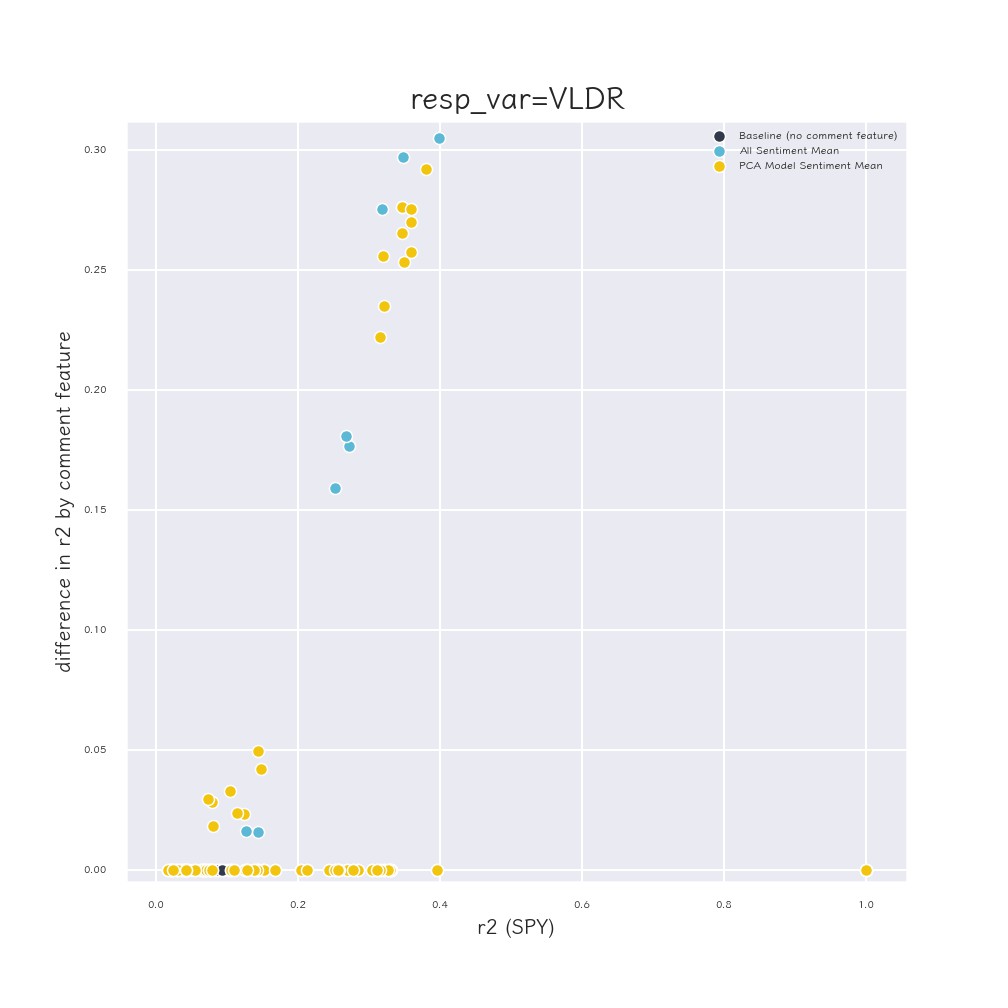 resp_var=VLDR
Baseline (no comment feature)
All Sentiment Mean
PCA Model Sentiment Mean
0.30
0.25
0.20
0.15
0.10
0.05
0.00
difference in r2 by comment feature
0.0 0.2 0.4 0.6 0.8 1.0
r2 (SPY)